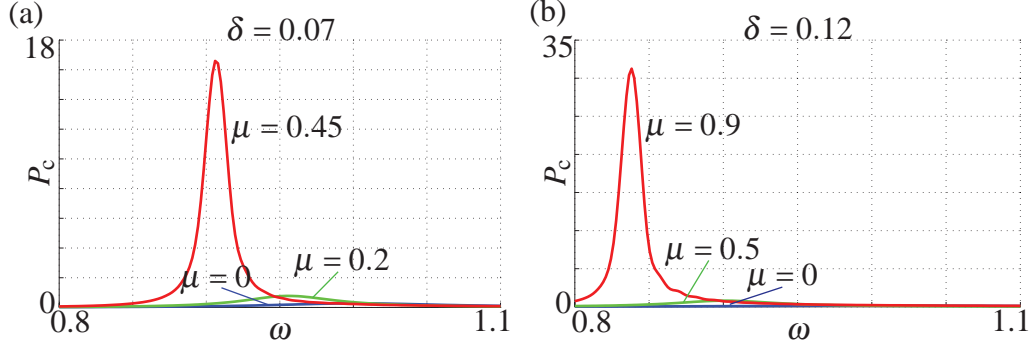 (a)
δ = 0.07
18
μ = 0.45
P_c
μ = 0.2
μ = 0
0
0.8
ω
1.1
(b)
δ = 0.12
35
μ = 0.9
P_c
μ = 0.5
μ = 0
0
0.8
ω
1.1